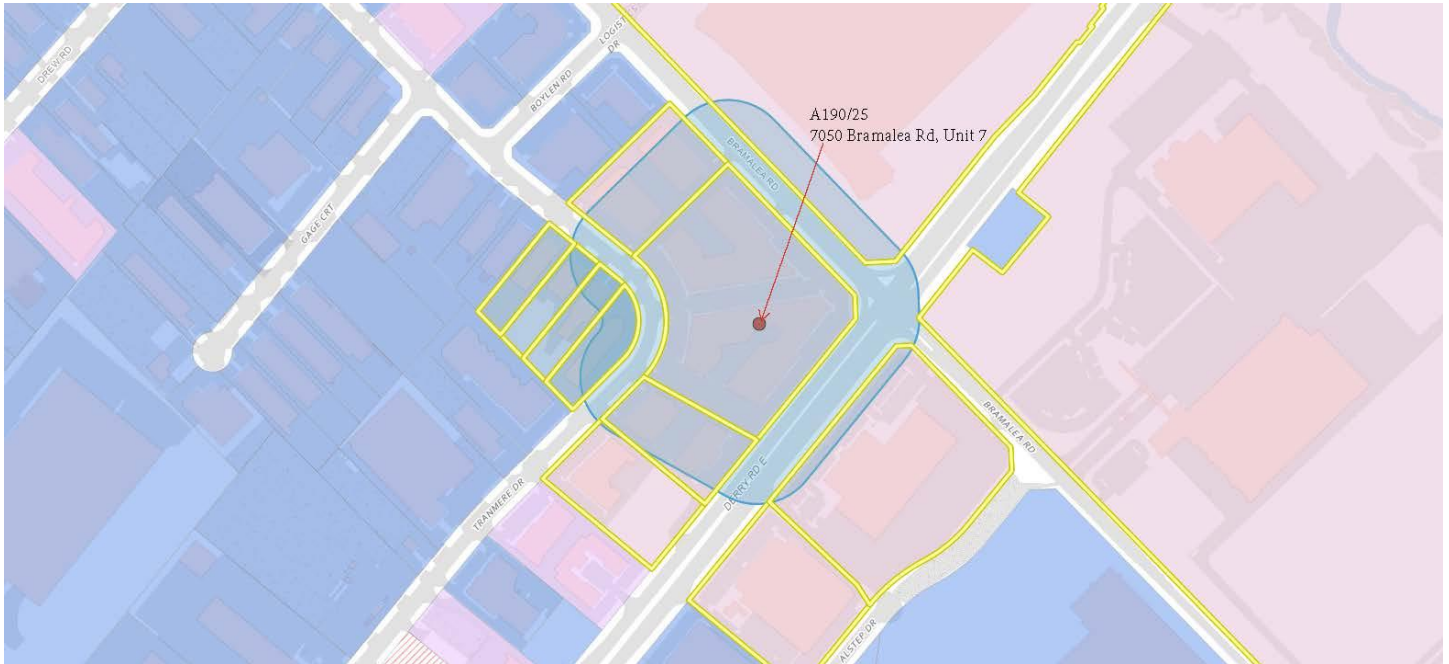 DREW RD
BOYLEN RD
DR
A190/25
7050 Bramalea Rd, Unit 7
BRAMALEA RD
GAGE CRT
BRAMALEA RD
DERRY RD E
TRANMERE DR
ALSTEP DR